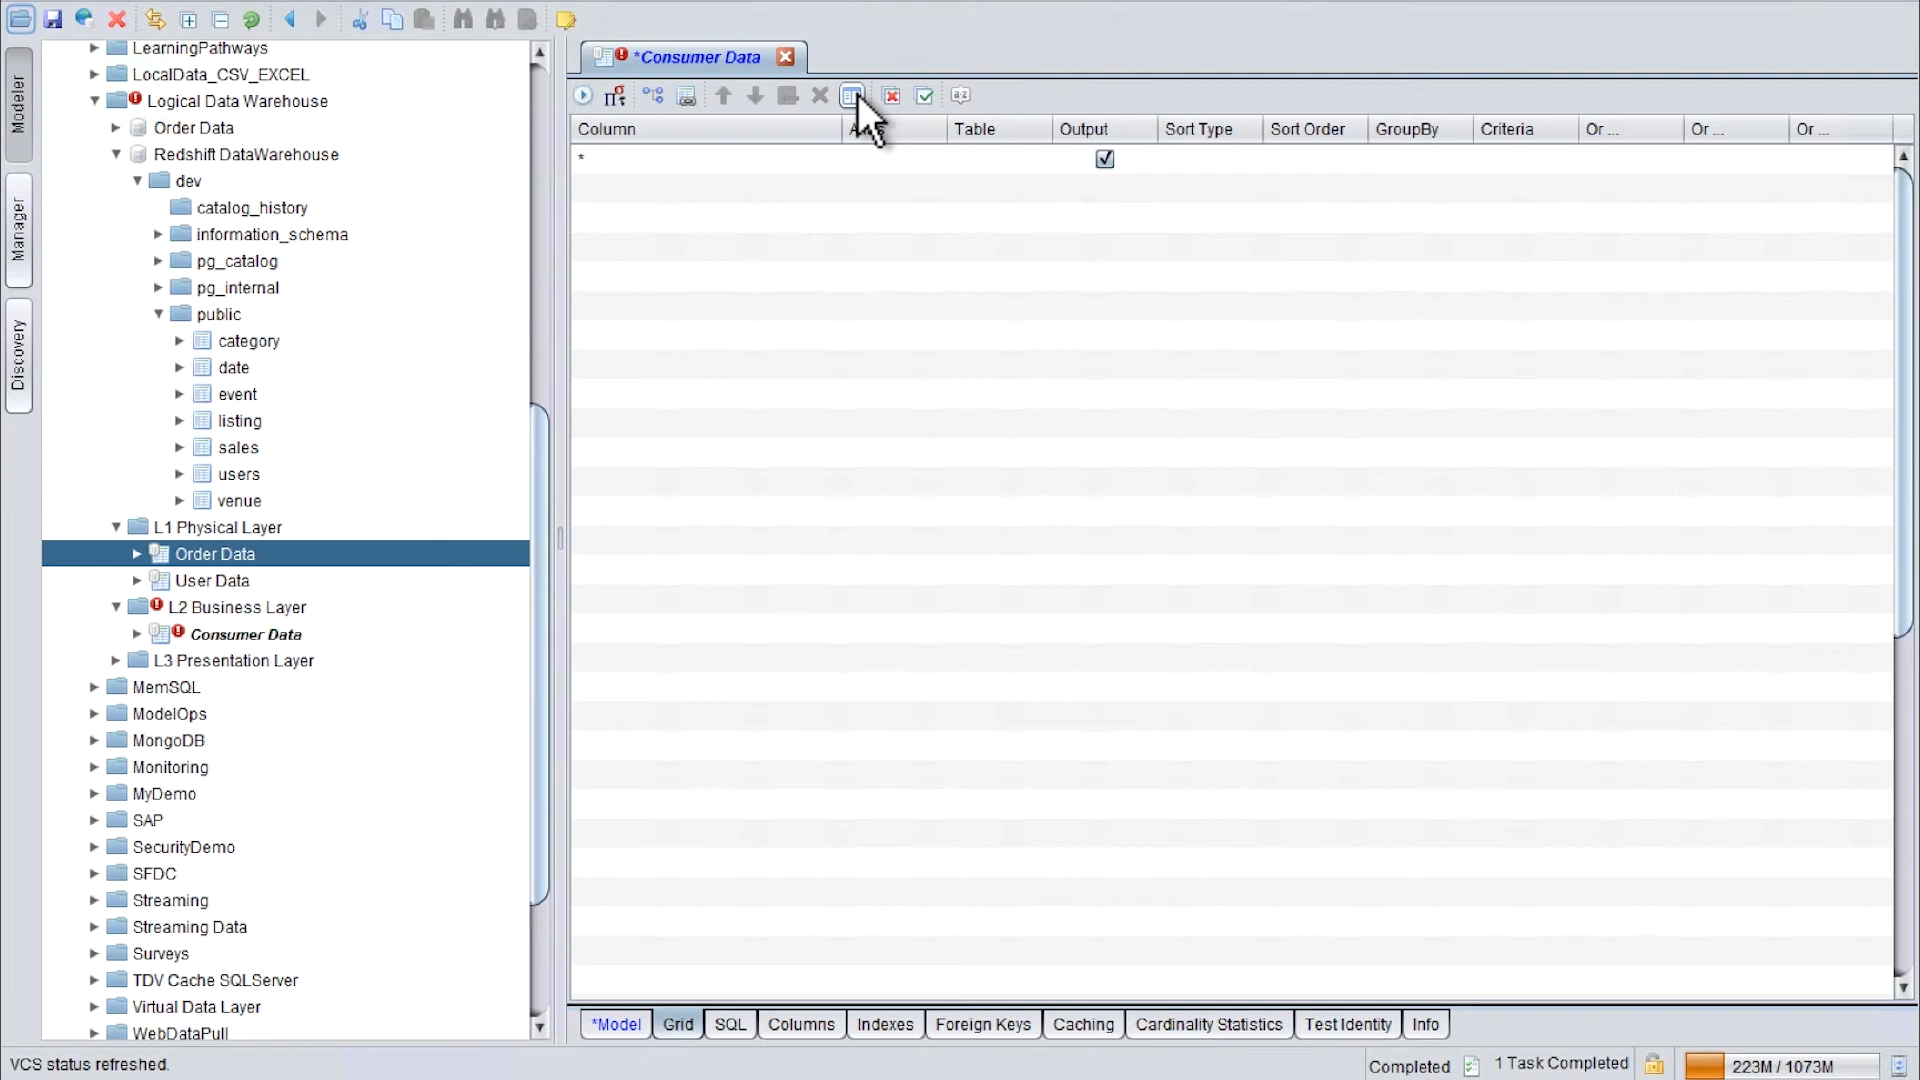 *Consumer Data
Modeler
Manager
Discovery
LearningPathways
LocalData_CSV_EXCEL
Logical Data Warehouse
Order Data
Redshift DataWarehouse
dev
catalog_history
information_schema
pg_catalog
pg_internal
public
category
date
event
listing
sales
users
venue
L1 Physical Layer
Order Data
User Data
L2 Business Layer
Consumer Data
L3 Presentation Layer
MemSQL
ModelOps
MongoDB
Monitoring
MyDemo
SAP
SecurityDemo
SFDC
Streaming
Streaming Data
Surveys
TDV Cache SQLServer
Virtual Data Layer
WebDataPull
Column Table Output Sort Type Sort Order GroupBy Criteria Or ... Or ... Or ...
*
*Model Grid SQL Columns Indexes Foreign Keys Caching Cardinality Statistics Test Identity Info
VCS status refreshed.
Completed 1 Task Completed 223M / 1073M